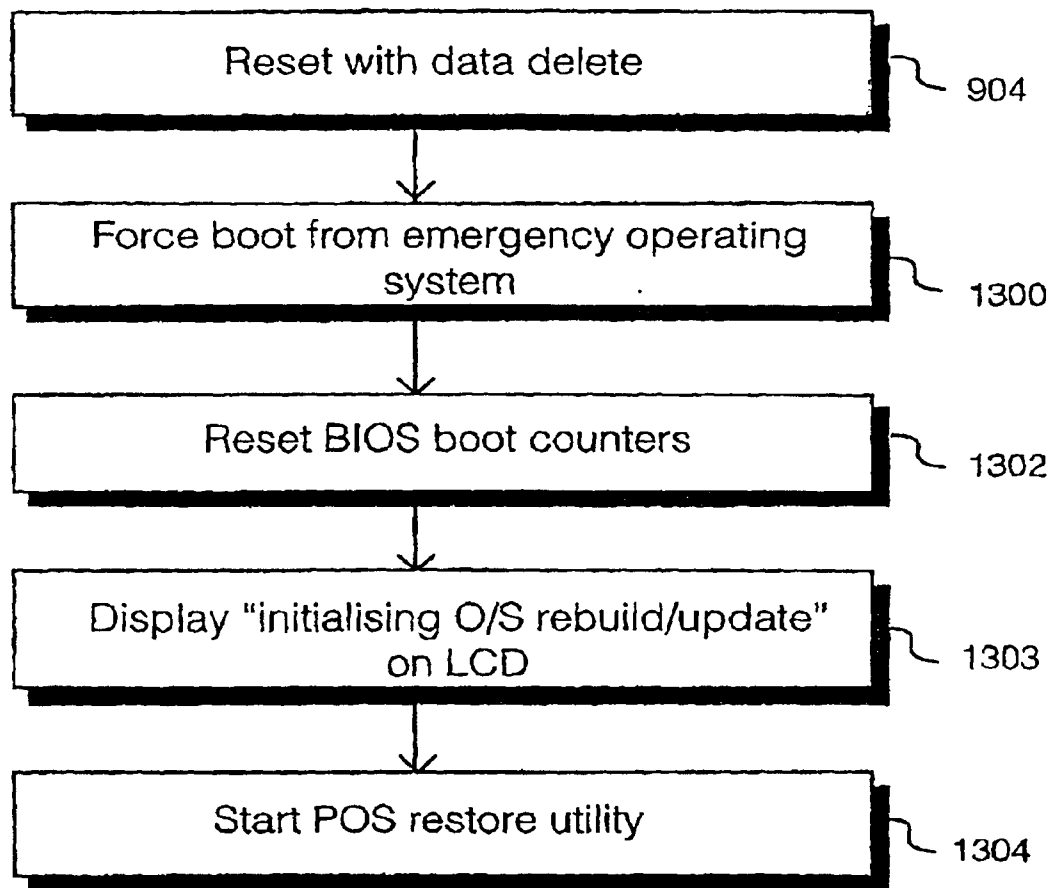 Reset with data delete
904
Force boot from emergency operating
system
1300
Reset BIOS boot counters
1302
Display “initialising O/S rebuild/update”
on LCD
1303
Start POS restore utility
1304